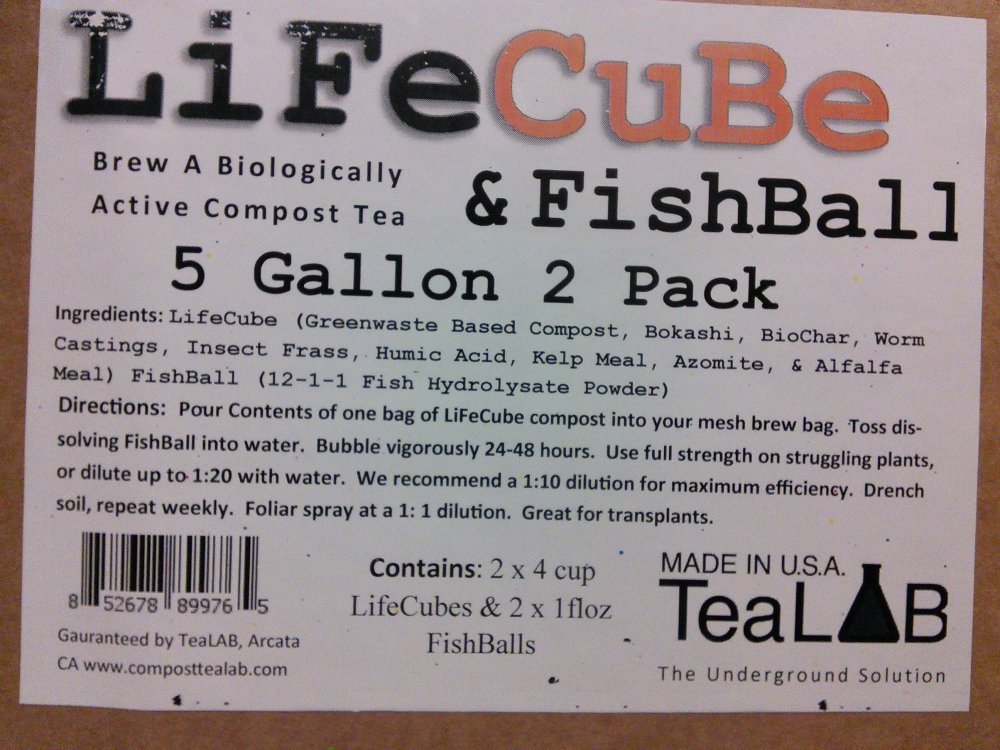 LiFeCuBe
Brew A Biologically
Active Compost Tea
& FishBall
5 Gallon 2 Pack
Ingredients: LifeCube (Greenwaste Based Compost, Bokashi, BioChar, Worm
Castings, Insect Frass, Humic Acid, Kelp Meal, Azomite, & Alfalfa
Meal) FishBall (12-1-1 Fish Hydrolysate Powder)
Directions: Pour Contents of one bag of LiFeCube compost into your mesh brew bag. Toss dis-
solving FishBall into water. Bubble vigorously 24-48 hours. Use full strength on struggling plants,
or dilute up to 1:20 with water. We recommend a 1:10 dilution for maximum efficiency. Drench
soil, repeat weekly. Foliar spray at a 1: 1 dilution. Great for transplants.
8 52678 89976 5
Gauranteed by TeaLAB, Arcata
CA www.composttealab.com
Contains: 2 x 4 cup
LifeCubes & 2 x 1floz
FishBalls
MADE IN U.S.A.
TeaLAB
The Underground Solution